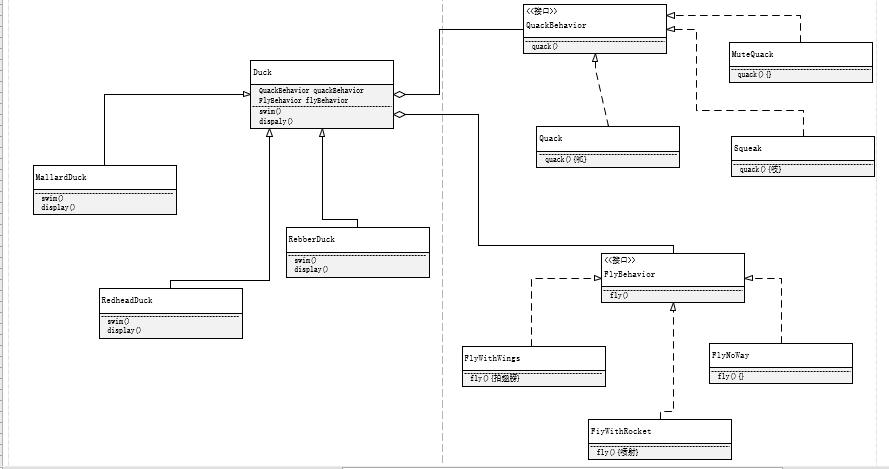 <<接口>>
QuackBehavior
quack()
MuteQuack
quack(){}
Duck
QuackBehavior quackBehavior
FlyBehavior flyBehavior
swim()
dispaly()
Quack
quack(){呱}
Squeak
quack(){吱}
MallardDuck
swim()
display()
RebberDuck
swim()
display()
<<接口>>
FlyBehavior
fly()
RedheadDuck
swim()
display()
FlyWithWings
fly(){拍翅膀}
FlyNoWay
fly(){}
FiyWithRocket
fly(){喷射}